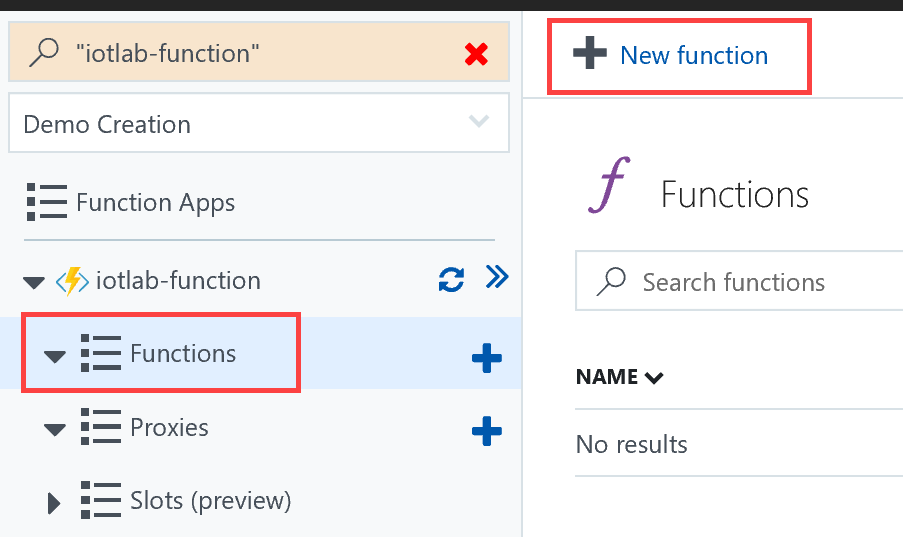 "iotlab-function"
Demo Creation
Function Apps
iotlab-function
Functions
Proxies
Slots (preview)
New function
Functions
Search functions
NAME
No results